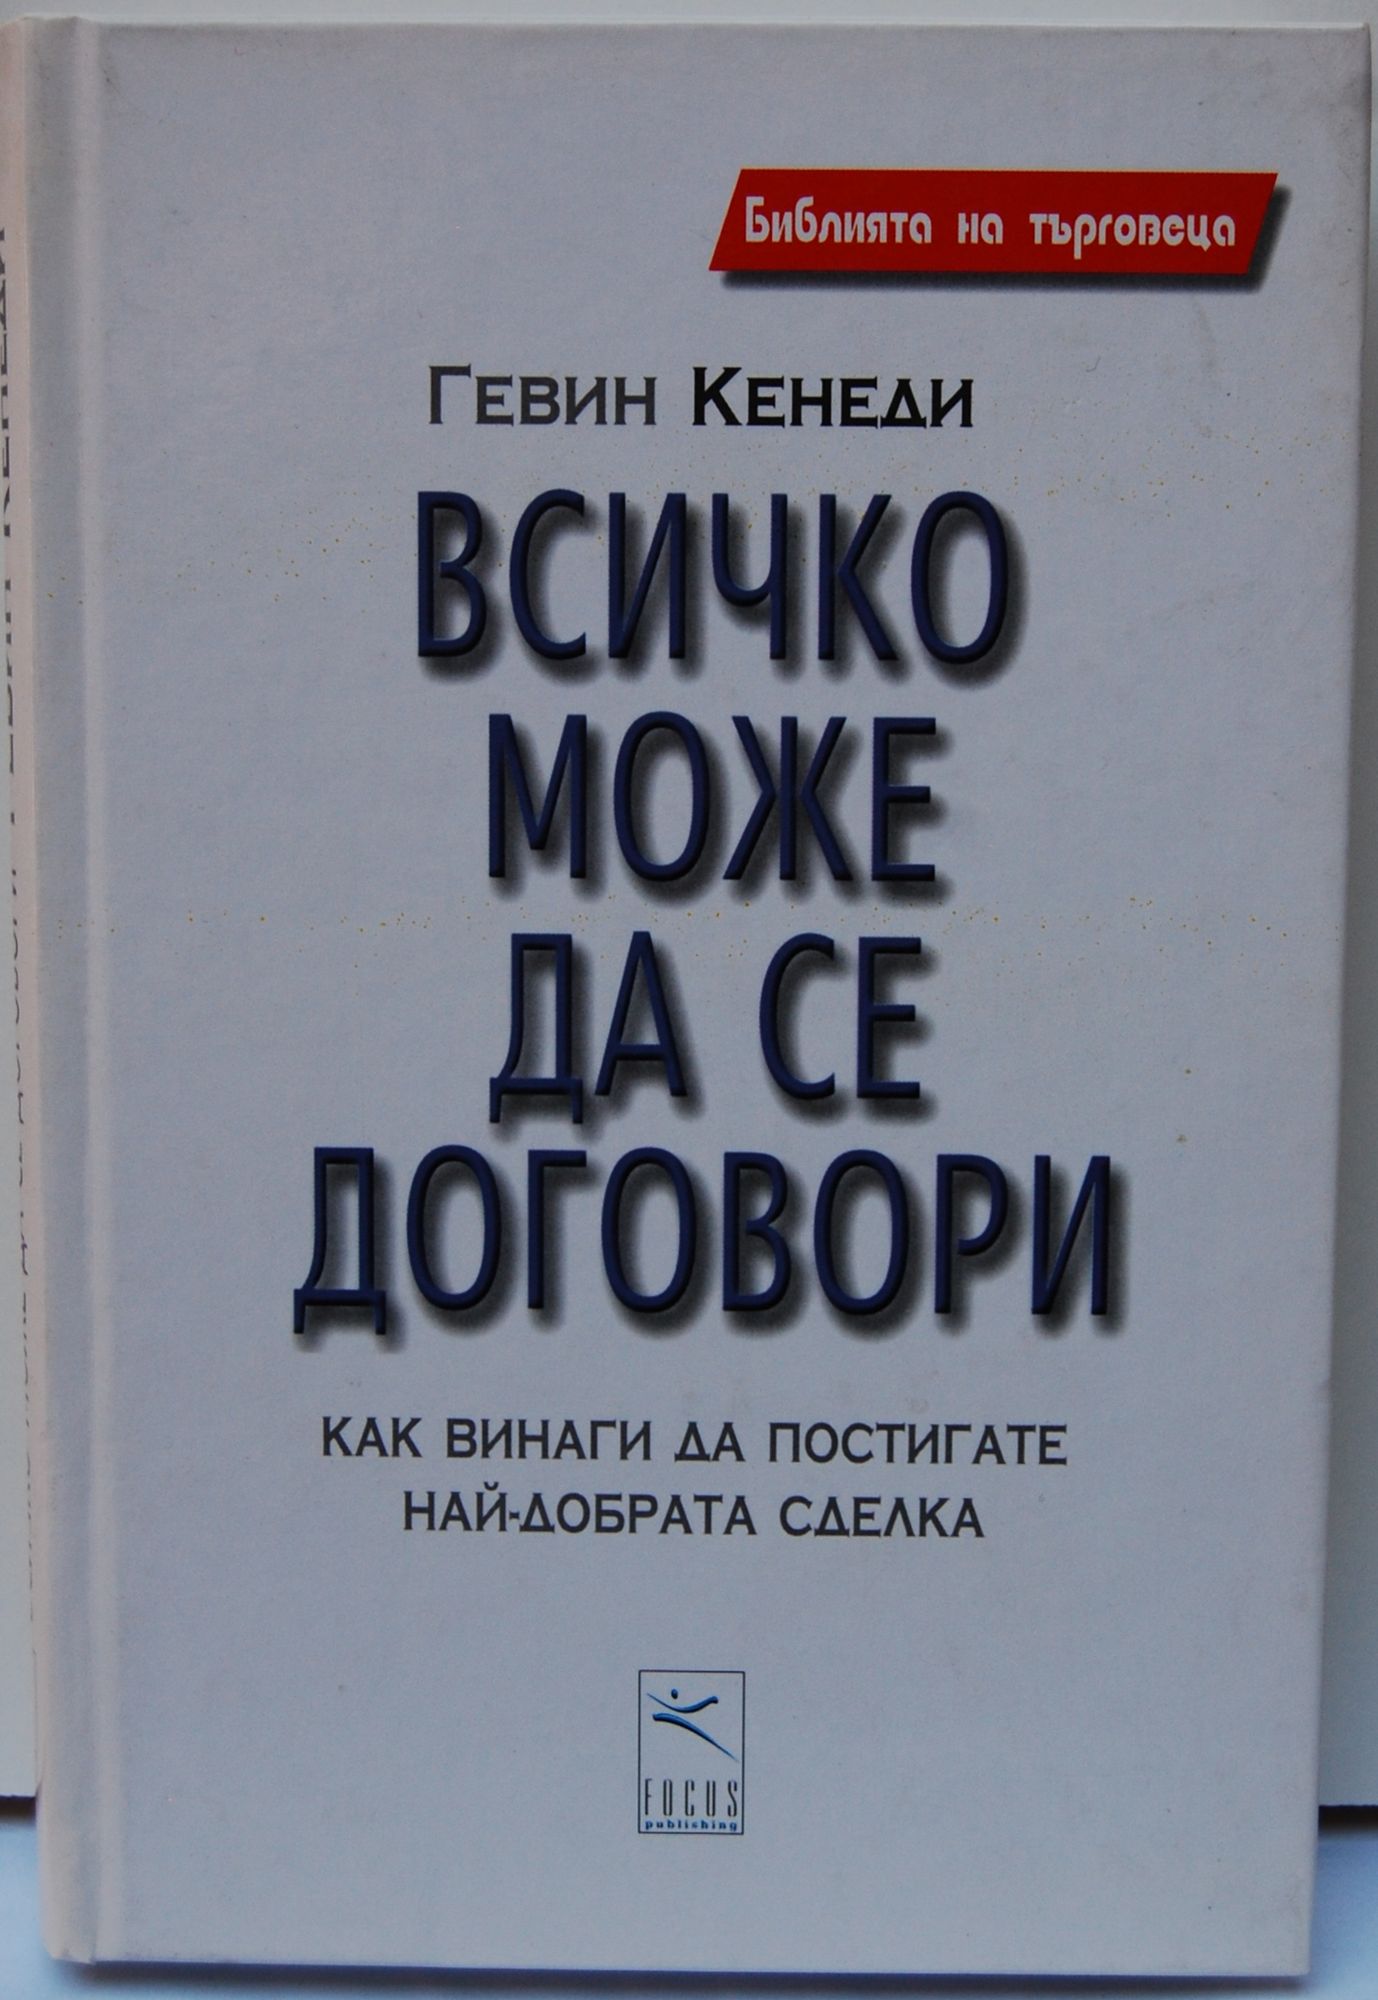 Библията на търговеца
ГЕВИН КЕНЕДИ
ВСИЧКО
МОЖЕ
ДА СЕ
ДОГОВОРИ
КАК ВИНАГИ ДА ПОСТИГАТЕ
НАЙ-ДОБРАТА СДЕЛКА
FOCUS
publishing